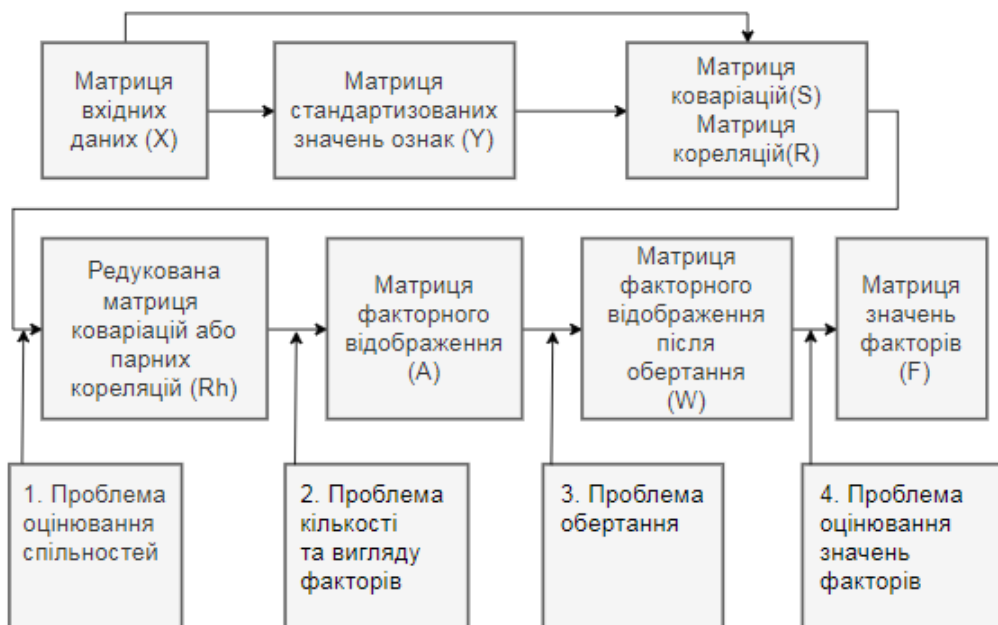 Матриця
вхідних
даних (X)
Матриця
стандартизованих
значень ознак (Y)
Матриця
коваріацій(S)
Матриця
кореляцій(R)
Редукована
матриця
коваріацій або
парних
кореляцій (Rh)
Матриця
факторного
відображення
(A)
Матриця
факторного
відображення
після
обертання
(W)
Матриця
значень
факторів
(F)
1. Проблема
оцінювання
спільностей
2. Проблема
кількості
та вигляду
факторів
3. Проблема
обертання
4. Проблема
оцінювання
значень
факторів